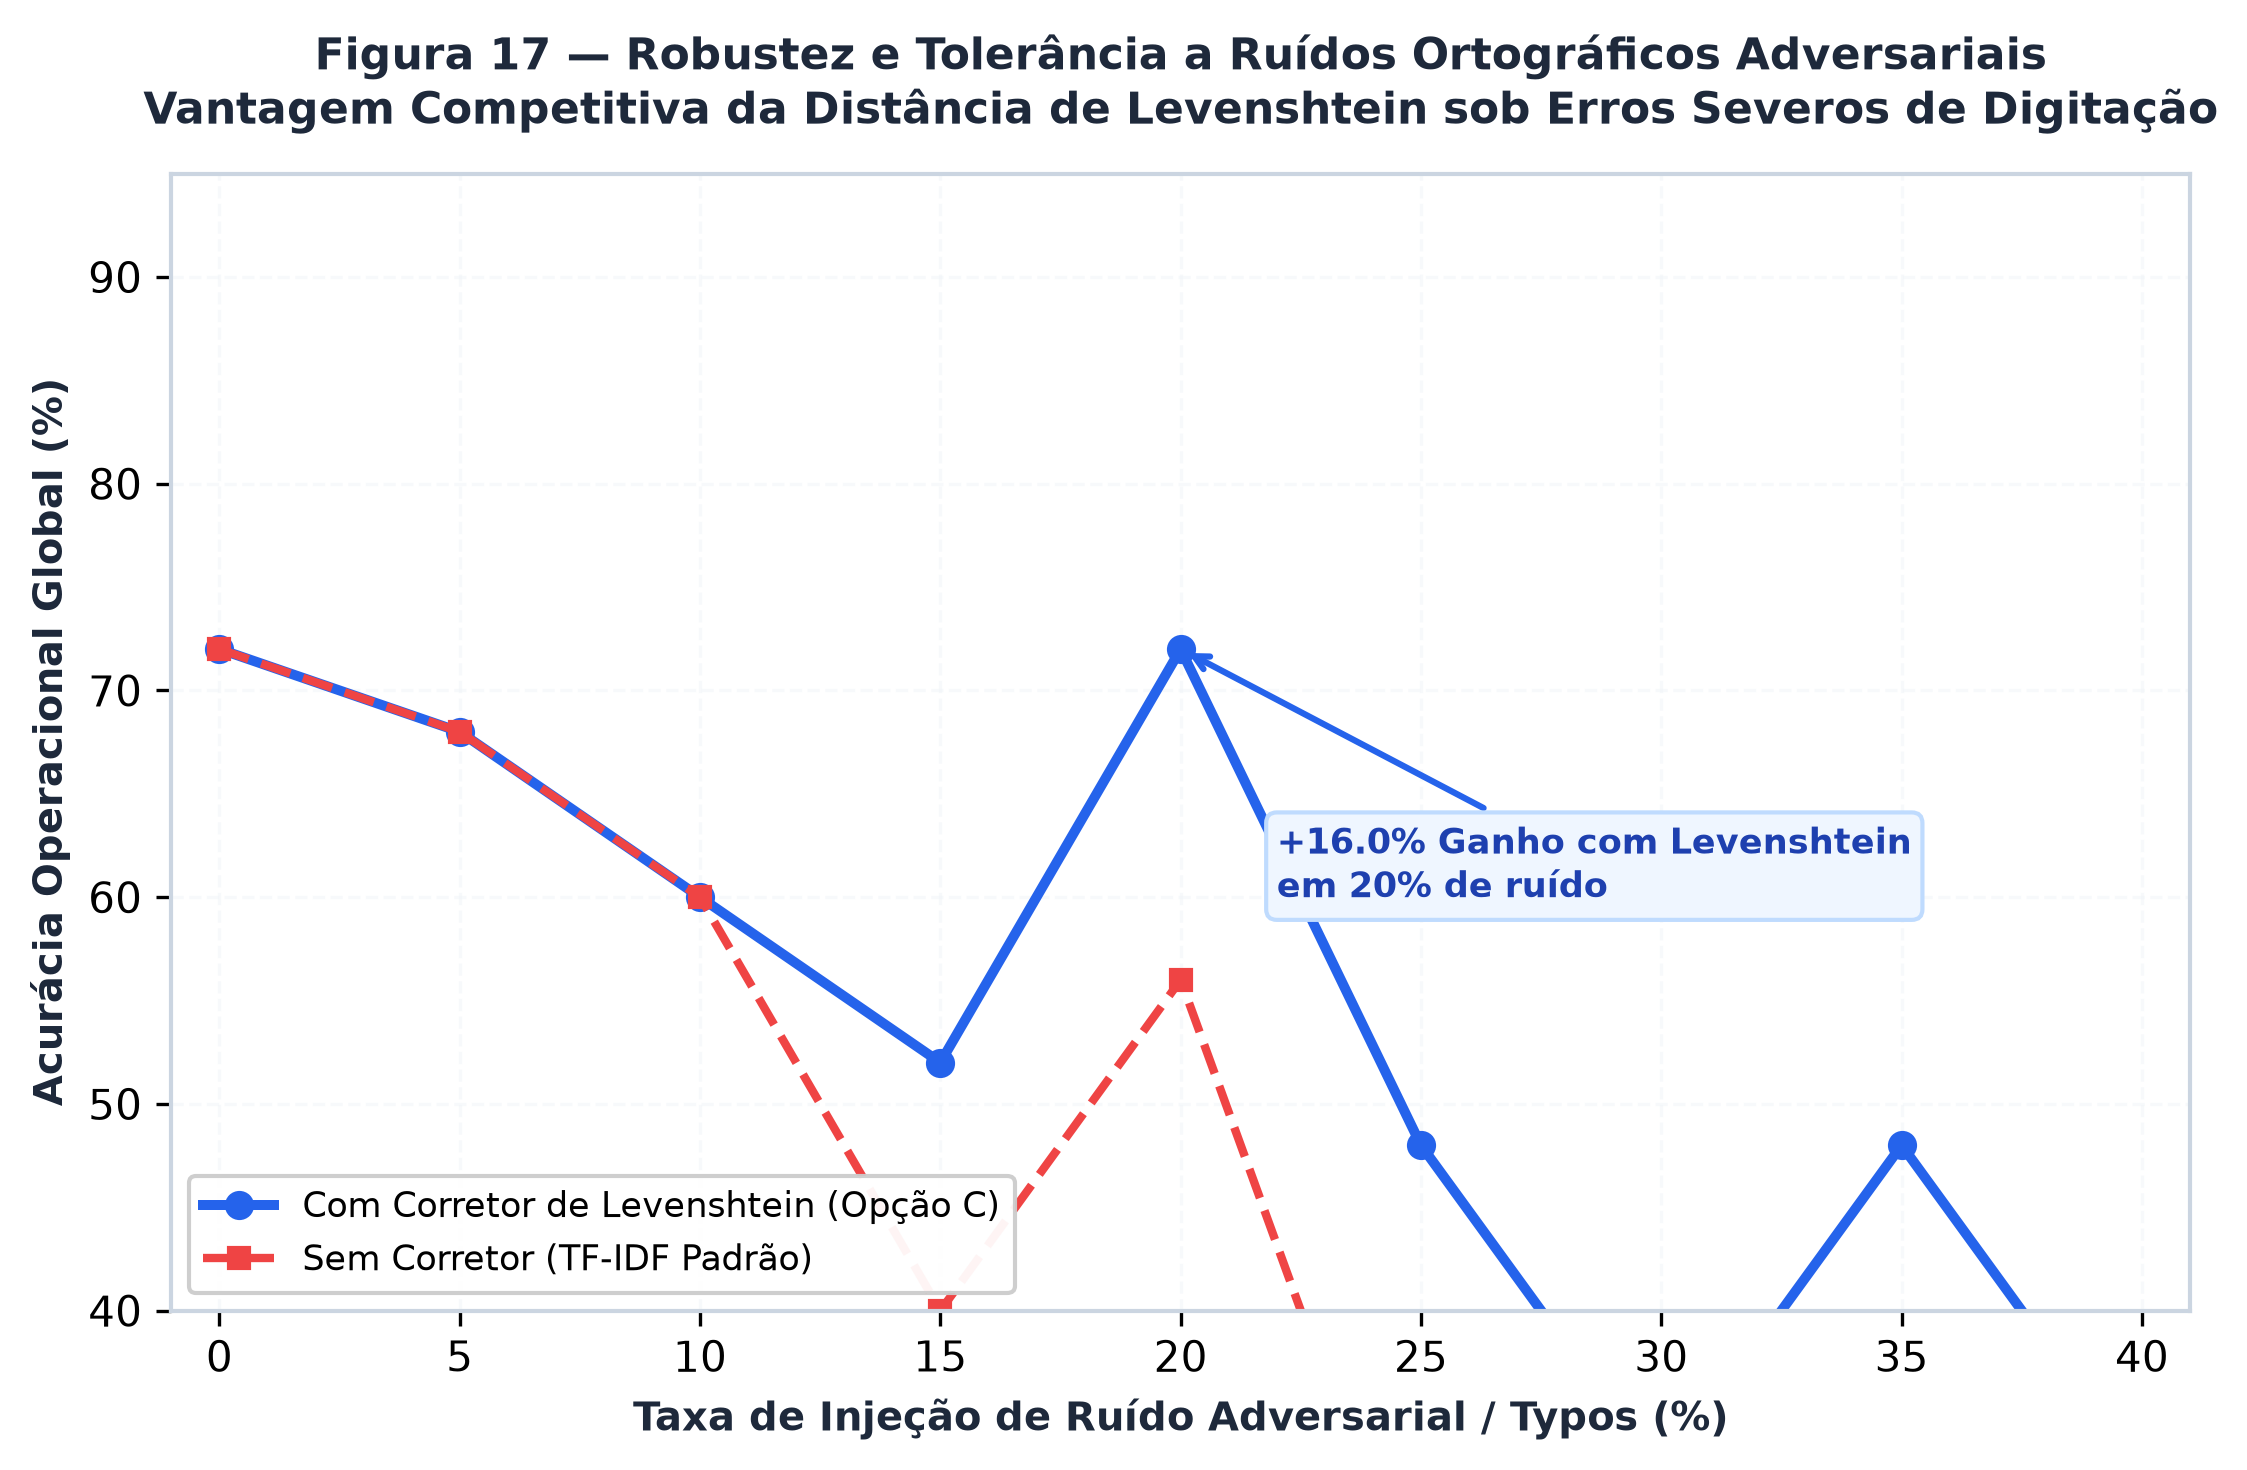 Figura 17 — Robustez e Tolerância a Ruídos Ortográficos Adversariais
Vantagem Competitiva da Distância de Levenshtein sob Erros Severos de Digitação
Acurácia Operacional Global (%)
90
80
70
60
50
40
+16.0% Ganho com Levenshtein
em 20% de ruído
Com Corretor de Levenshtein (Opção C)
Sem Corretor (TF-IDF Padrão)
0 5 10 15 20 25 30 35 40
Taxa de Injeção de Ruído Adversarial / Typos (%)